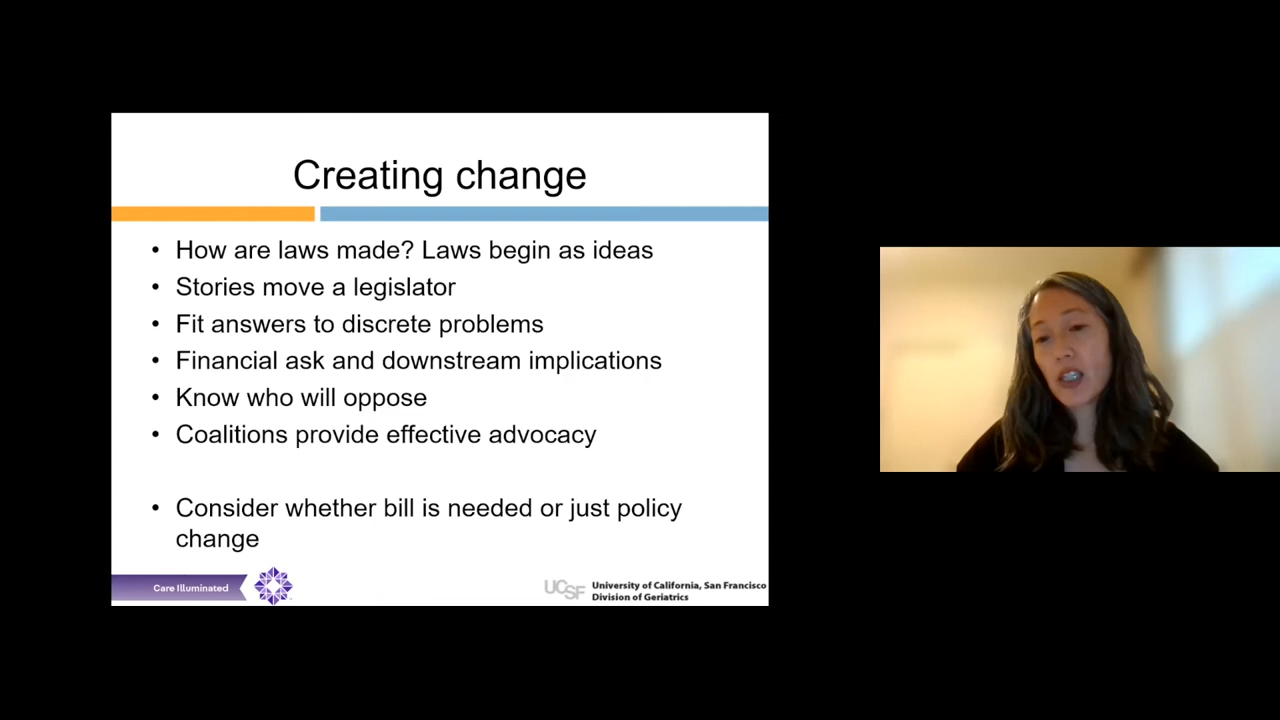 Creating change
• How are laws made? Laws begin as ideas
• Stories move a legislator
• Fit answers to discrete problems
• Financial ask and downstream implications
• Know who will oppose
• Coalitions provide effective advocacy
• Consider whether bill is needed or just policy
change
Care Illuminated
UCSF
University of California, San Francisco
Division of Geriatrics